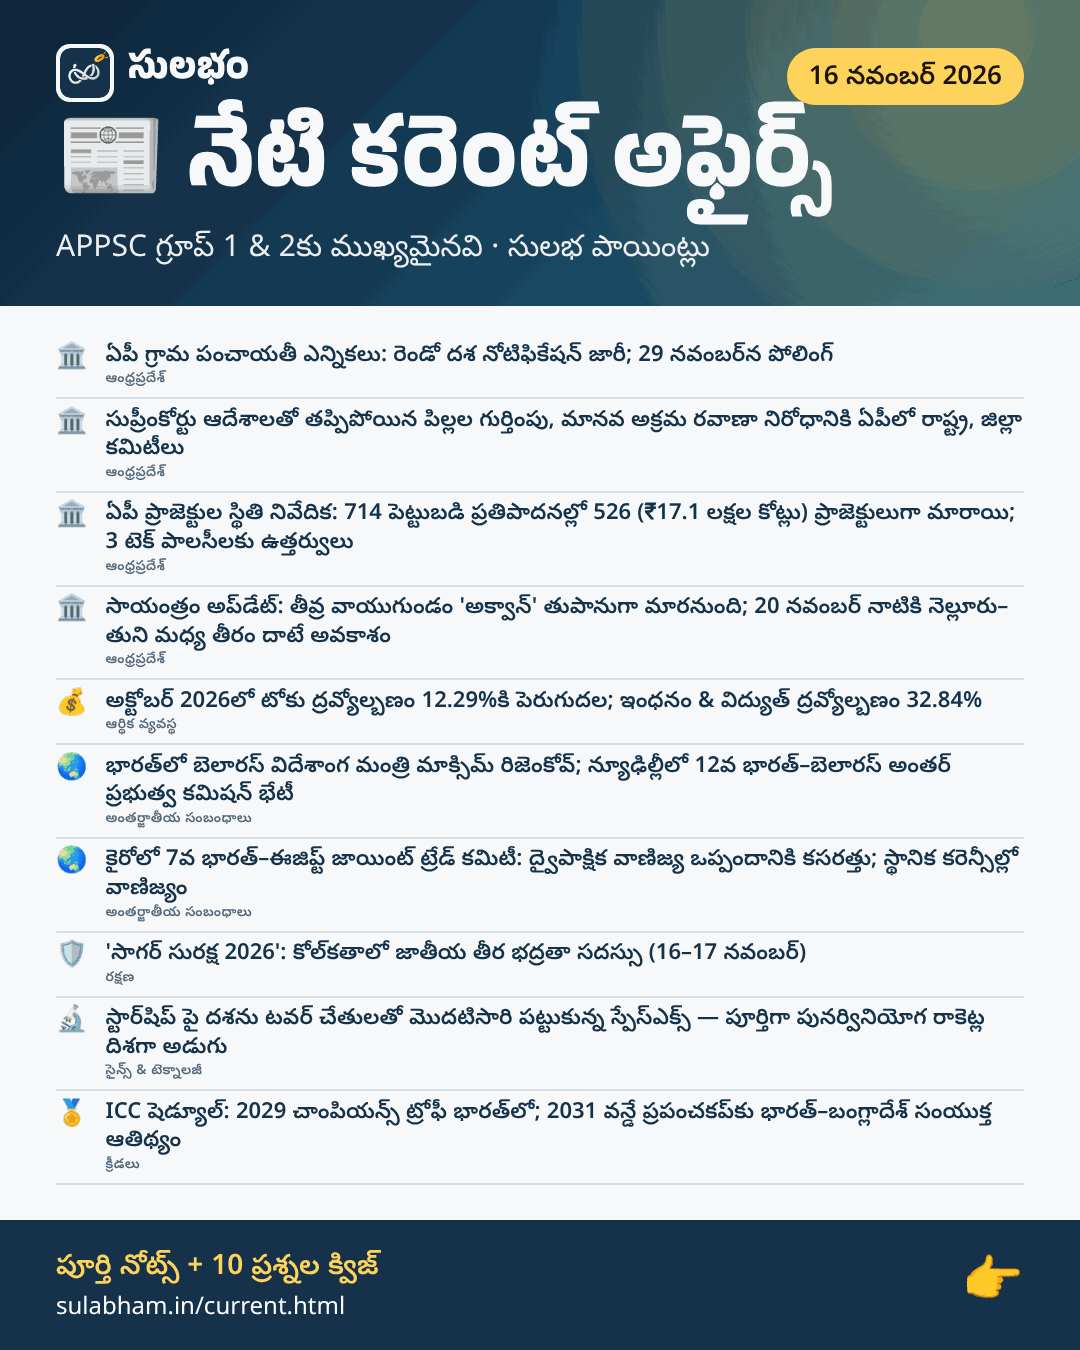 సులభం
16 నవంబర్ 2026
నేటి కరెంట్ అఫైర్స్
APPSC గ్రూప్ 1 & 2కు ముఖ్యమైనవి · సులభ పాయింట్లు
ఏపీ గ్రామ పంచాయతీ ఎన్నికలు: రెండో దశ నోటిఫికేషన్ జారీ; 29 నవంబర్‌న పోలింగ్
ఆంధ్రప్రదేశ్
సుప్రీంకోర్టు ఆదేశాలతో తప్పిపోయిన పిల్లల గుర్తింపు, మానవ అక్రమ రవాణా నిరోధానికి ఏపీలో రాష్ట్ర, జిల్లా
కమిటీలు
ఆంధ్రప్రదేశ్
ఏపీ ప్రాజెక్టుల స్థితి నివేదిక: 714 పెట్టుబడి ప్రతిపాదనల్లో 526 (₹17.1 లక్షల కోట్లు) ప్రాజెక్టులుగా మారాయి;
3 టెక్ పాలసీలకు ఉత్తర్వులు
ఆంధ్రప్రదేశ్
సాయంత్రం అప్‌డేట్: తీవ్ర వాయుగుండం 'అక్వాన్' తుపానుగా మారనుంది; 20 నవంబర్ నాటికి నెల్లూరు–
తుని మధ్య తీరం దాటే అవకాశం
ఆంధ్రప్రదేశ్
అక్టోబర్ 2026లో టోకు ద్రవ్యోల్బణం 12.29%కి పెరుగుదల; ఇంధనం & విద్యుత్ ద్రవ్యోల్బణం 32.84%
ఆర్థిక వ్యవస్థ
భారత్‌లో బెలారస్ విదేశాంగ మంత్రి మాక్సిమ్ రిజెంకోవ్; న్యూఢిల్లీలో 12వ భారత్–బెలారస్ అంతర్
ప్రభుత్వ కమిషన్ భేటీ
అంతర్జాతీయ సంబంధాలు
కైరోలో 7వ భారత్–ఈజిప్ట్ జాయింట్ ట్రేడ్ కమిటీ: ద్వైపాక్షిక వాణిజ్య ఒప్పందానికి కసరత్తు; స్థానిక కరెన్సీల్లో
వాణిజ్యం
అంతర్జాతీయ సంబంధాలు
'సాగర్ సురక్ష 2026': కోల్‌కతాలో జాతీయ తీర భద్రతా సదస్సు (16–17 నవంబర్)
రక్షణ
స్టార్‌షిప్ పై దశను టవర్ చేతులతో మొదటిసారి పట్టుకున్న స్పేస్‌ఎక్స్ — పూర్తిగా పునర్వినియోగ రాకెట్ల
దిశగా అడుగు
సైన్స్ & టెక్నాలజీ
ICC షెడ్యూల్: 2029 చాంపియన్స్ ట్రోఫీ భారత్‌లో; 2031 వన్డే ప్రపంచకప్‌కు భారత్–బంగ్లాదేశ్ సంయుక్త
ఆతిథ్యం
క్రీడలు
పూర్తి నోట్స్ + 10 ప్రశ్నల క్విజ్
sulabham.in/current.html